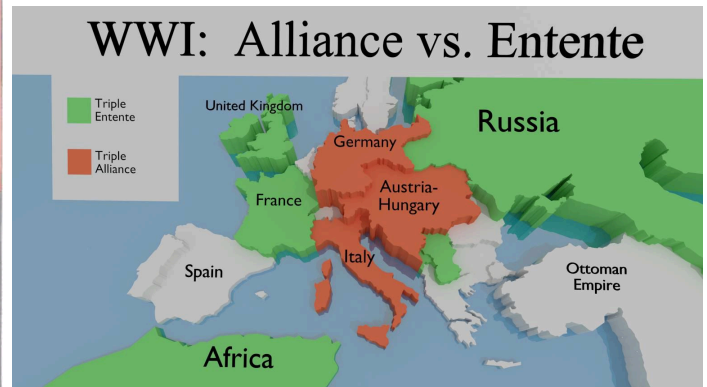 WWI: Alliance vs. Entente
Triple
Entente
Triple
Alliance
United Kingdom
Russia
Germany
Austria-
Hungary
France
Italy
Spain
Ottoman
Empire
Africa